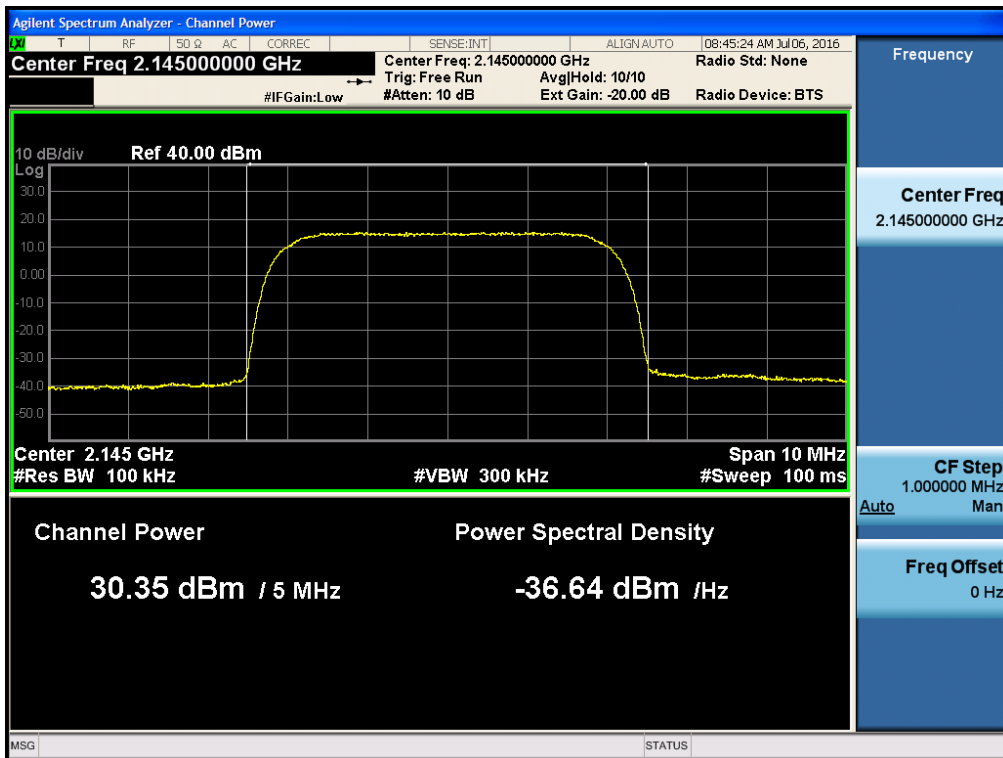 Agilent Spectrum Analyzer - Channel Power
LXI T RF 50 Ω AC CORREC SENSE:INT ALIGN AUTO 08:45:24 AM Jul 06, 2016
Center Freq 2.145000000 GHz
#IFGain:Low
Center Freq: 2.145000000 GHz
Trig: Free Run Avg|Hold: 10/10
#Atten: 10 dB Ext Gain: -20.00 dB
Radio Std: None
Radio Device: BTS
10 dB/div Ref 40.00 dBm
Log
30.0
20.0
10.0
0.00
-10.0
-20.0
-30.0
-40.0
-50.0
Center 2.145 GHz Span 10 MHz
#Res BW 100 kHz #VBW 300 kHz #Sweep 100 ms
Channel Power
30.35 dBm / 5 MHz
Power Spectral Density
-36.64 dBm /Hz
Frequency
Center Freq
2.145000000 GHz
CF Step
1.000000 MHz
Auto Man
Freq Offset
0 Hz
MSG STATUS